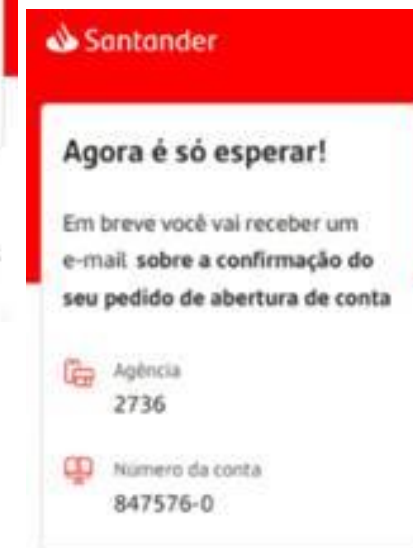 Santander
Agora é só esperar!
Em breve você vai receber um
e-mail sobre a confirmação do
seu pedido de abertura de conta
Agência
2736
Número da conta
847576-0